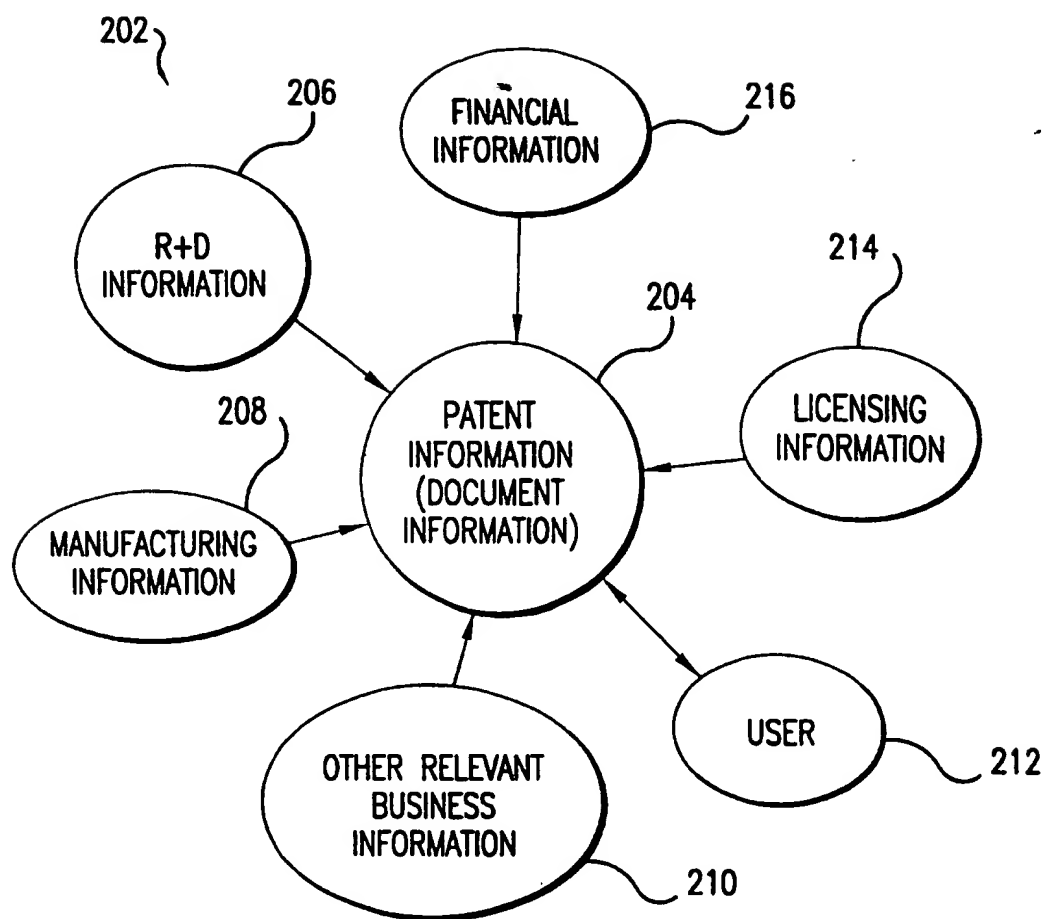 202
206
FINANCIAL
INFORMATION
216
R+D
INFORMATION
214
204
208
PATENT
INFORMATION
(DOCUMENT
INFORMATION)
LICENSING
INFORMATION
MANUFACTURING
INFORMATION
USER
212
OTHER RELEVANT
BUSINESS
INFORMATION
210